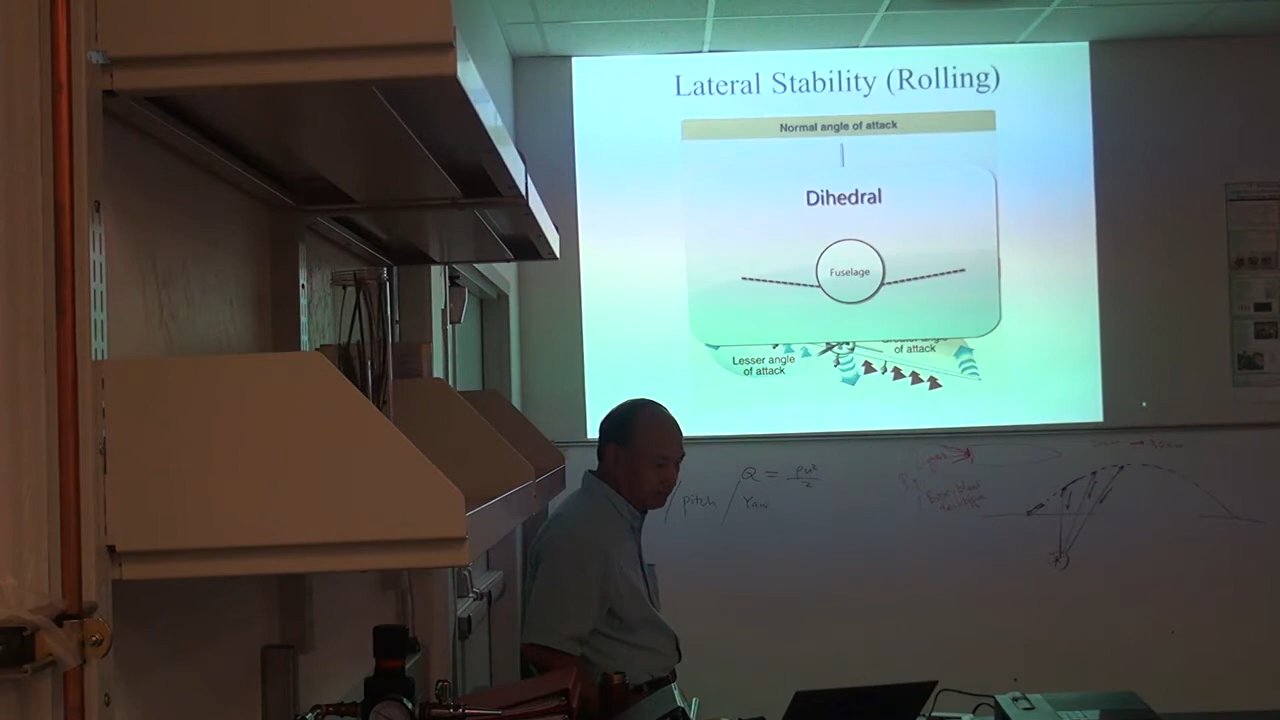 Lateral Stability (Rolling)
Normal angle of attack
Dihedral
Fuselage
Lesser angle
of attack
angle
of attack
Q = ρu²/2
/ pitch / Yaw